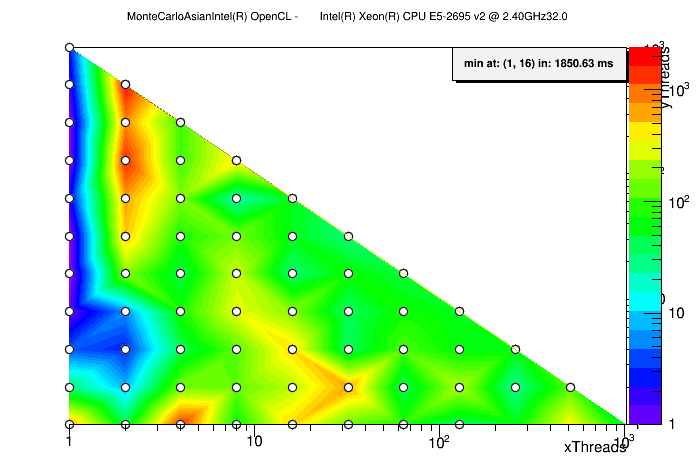 MonteCarloAsianIntel(R) OpenCL - Intel(R) Xeon(R) CPU E5-2695 v2 @ 2.40GHz32.0
min at: (1, 16) in: 1850.63 ms
yThreads
10³
10³
10²
10
1
1 10 10² 10³
xThreads